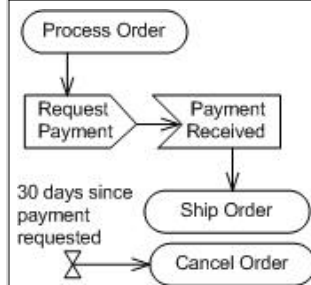 Process Order
Request
Payment
Payment
Received
30 days since
payment
requested
Ship Order
Cancel Order